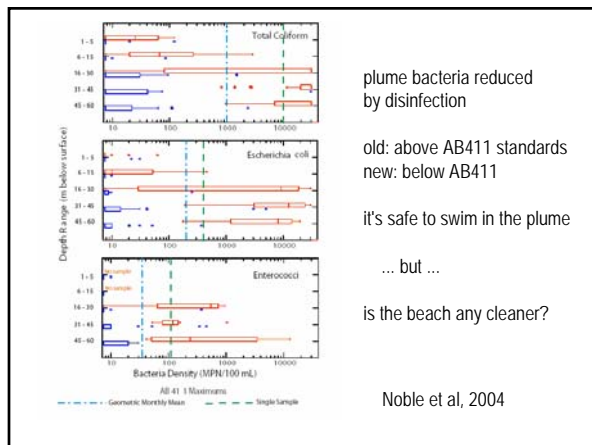 Total Coliform
1 - 5
6 - 15
16 - 30
31 - 45
45 - 60
10
100
1000
10000
Escherichia coli
1 - 5
6 - 15
16 - 30
31 - 45
45 - 60
10
100
1000
10000
Enterococci
1 - 5
No sample
6 - 15
No sample
16 - 30
31 - 45
45 - 60
10
100
1000
10000
Depth Range (m below surface)
Bacteria Density (MPN/100 mL)
AB 41 1 Maximums
Geometric Monthly Mean
Single Sample
plume bacteria reduced
by disinfection
old: above AB411 standards
new: below AB411
it's safe to swim in the plume
... but ...
is the beach any cleaner?
Noble et al, 2004